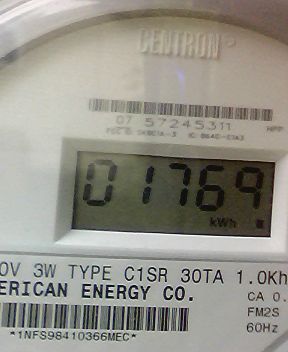 CENTRON®
07 57245311
HPP
01769
kWh
0V 3W TYPE C1SR 30TA 1.0Kh
ERICAN ENERGY CO.
CA 0.
FM2S
60Hz
*1NFS98410366MEC*